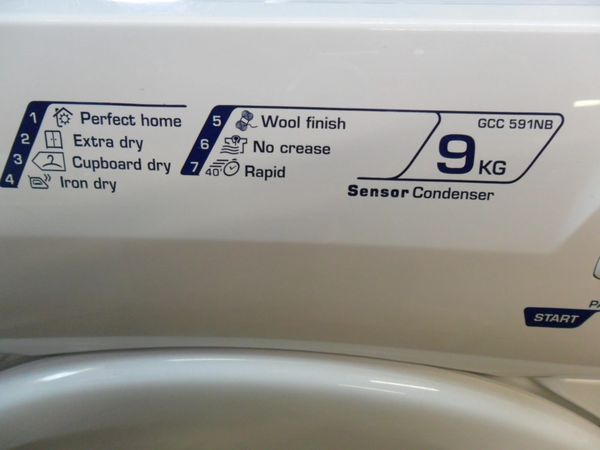 1 Perfect home
2 Extra dry
3 Cupboard dry
4 Iron dry
5 Wool finish
6 No crease
7 40' Rapid
GCC 591NB
9 KG
Sensor Condenser
START